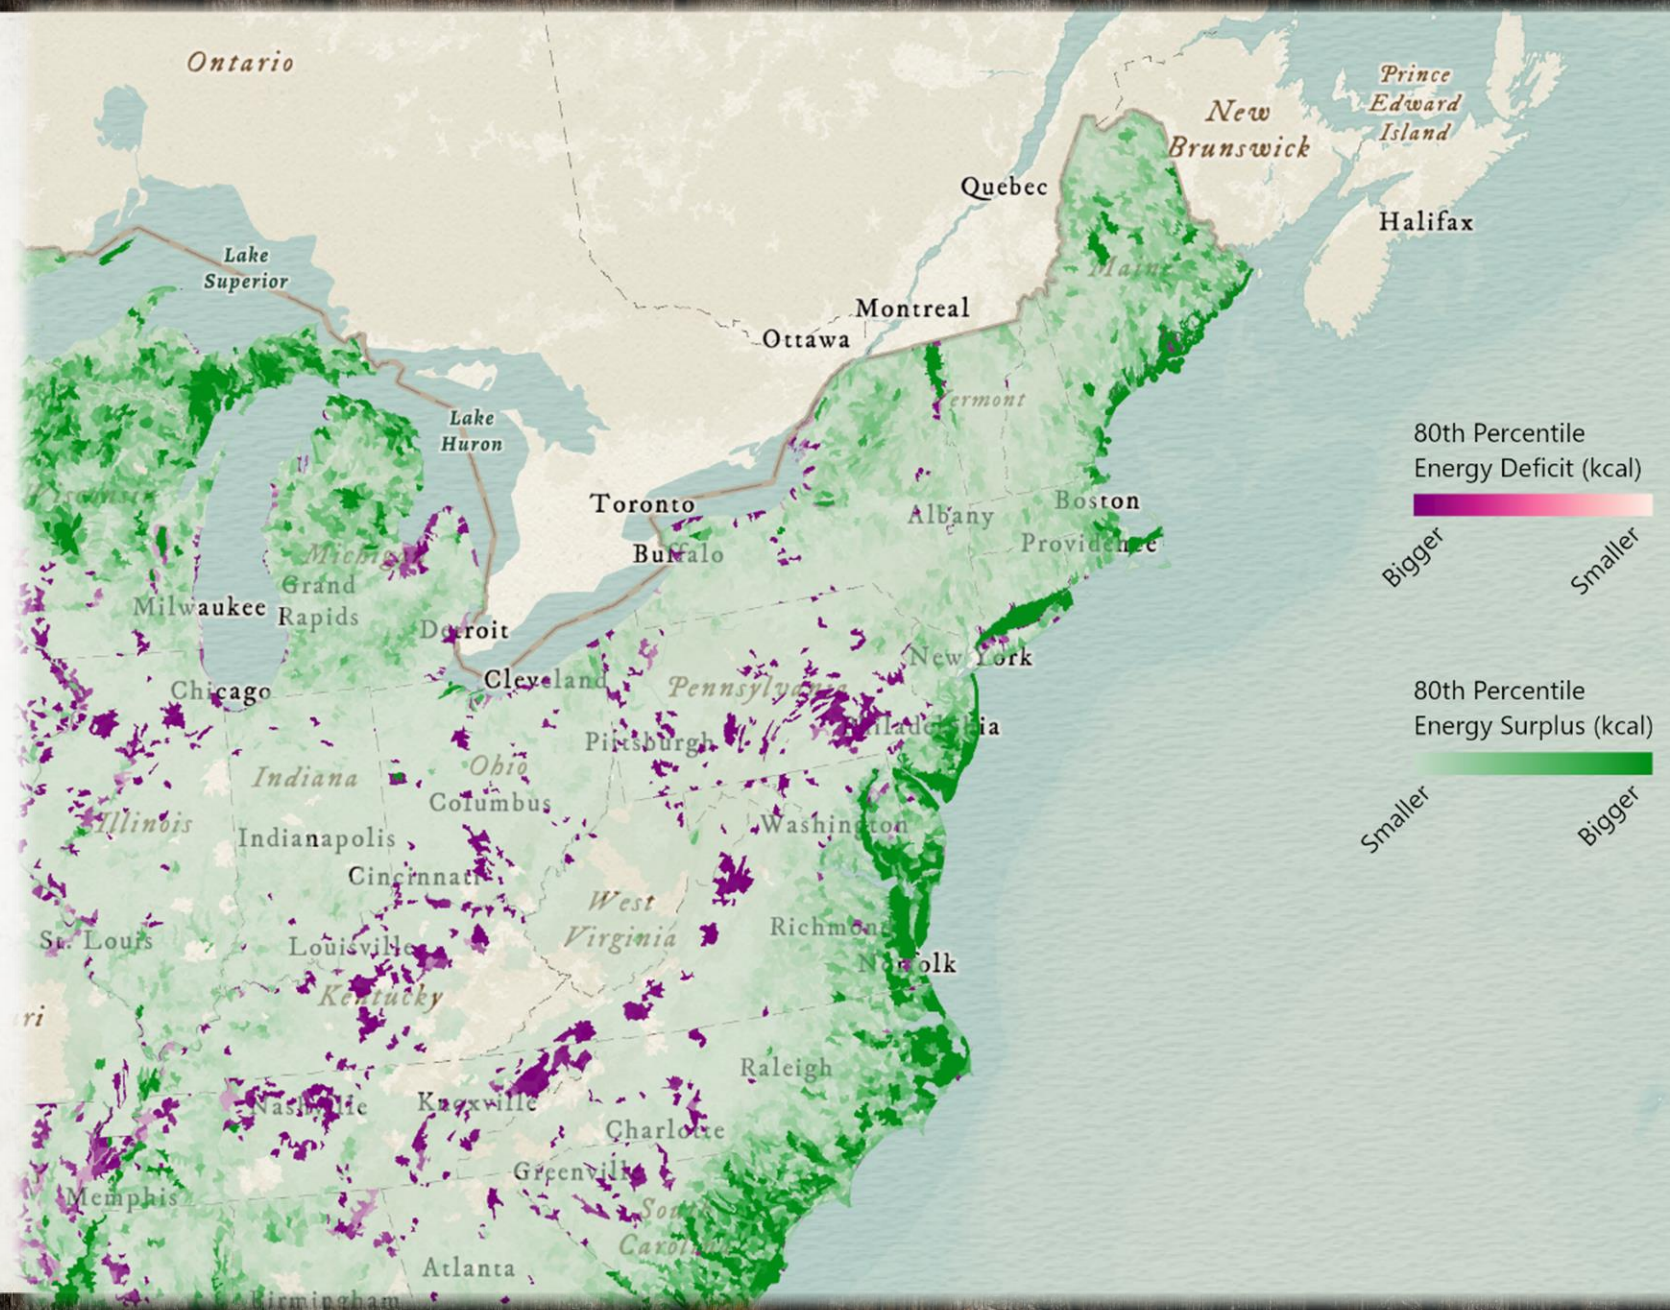 Ontario
Prince
Edward
Island
New
Brunswick
Quebec
Halifax
Lake
Superior
Maine
Montreal
Ottawa
Vermont
Lake
Huron
80th Percentile
Energy Deficit (kcal)
Bigger
Smaller
Wisconsin
Toronto
Boston
Albany
Providence
Michigan
Buffalo
Grand
Rapids
Milwaukee
Detroit
New York
Cleveland
Chicago
Pennsylvania
80th Percentile
Energy Surplus (kcal)
Smaller
Bigger
Philadelphia
Pittsburgh
Ohio
Indiana
Columbus
Illinois
Washington
Indianapolis
Cincinnati
West
Virginia
Richmond
St. Louis
Louisville
Norfolk
Kentucky
ri
Raleigh
Nashville
Knoxville
Charlotte
Greenville
Memphis
South
Carolina
Atlanta
Birmingham